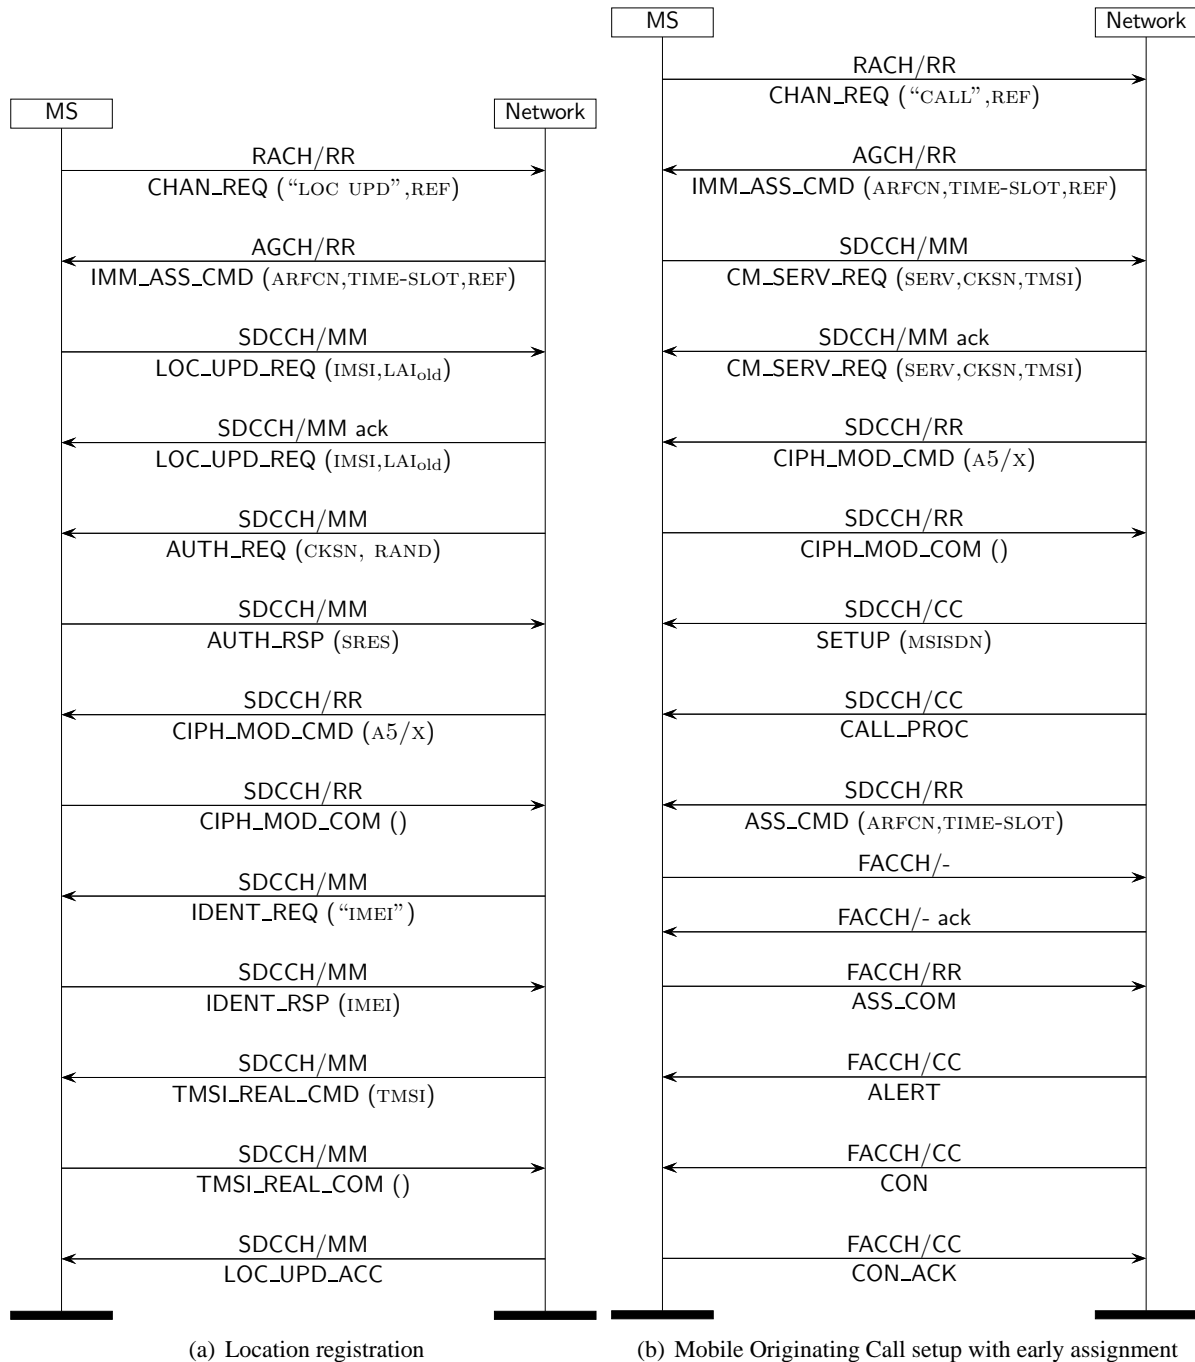 MS
Network
RACH/RR
CHAN_REQ (“LOC UPD”,REF)
AGCH/RR
IMM_ASS_CMD (ARFCN,TIME-SLOT,REF)
SDCCH/MM
LOC_UPD_REQ (IMSI,LAIold)
SDCCH/MM ack
LOC_UPD_REQ (IMSI,LAIold)
SDCCH/MM
AUTH_REQ (CKSN, RAND)
SDCCH/MM
AUTH_RSP (SRES)
SDCCH/RR
CIPH_MOD_CMD (A5/X)
SDCCH/RR
CIPH_MOD_COM ()
SDCCH/MM
IDENT_REQ (“IMEI”)
SDCCH/MM
IDENT_RSP (IMEI)
SDCCH/MM
TMSI_REAL_CMD (TMSI)
SDCCH/MM
TMSI_REAL_COM ()
SDCCH/MM
LOC_UPD_ACC
(a) Location registration
MS
Network
RACH/RR
CHAN_REQ (“CALL”,REF)
AGCH/RR
IMM_ASS_CMD (ARFCN,TIME-SLOT,REF)
SDCCH/MM
CM_SERV_REQ (SERV,CKSN,TMSI)
SDCCH/MM ack
CM_SERV_REQ (SERV,CKSN,TMSI)
SDCCH/RR
CIPH_MOD_CMD (A5/X)
SDCCH/RR
CIPH_MOD_COM ()
SDCCH/CC
SETUP (MSISDN)
SDCCH/CC
CALL_PROC
SDCCH/RR
ASS_CMD (ARFCN,TIME-SLOT)
FACCH/-
FACCH/- ack
FACCH/RR
ASS_COM
FACCH/CC
ALERT
FACCH/CC
CON
FACCH/CC
CON_ACK
(b) Mobile Originating Call setup with early assignment